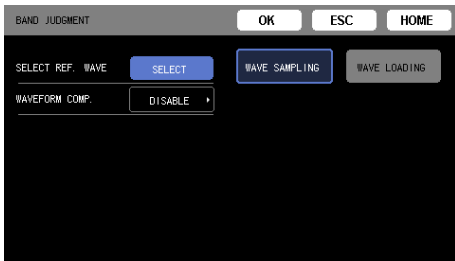 BAND JUDGMENT OK ESC HOME
SELECT REF. WAVE SELECT WAVE SAMPLING WAVE LOADING
WAVEFORM COMP. DISABLE